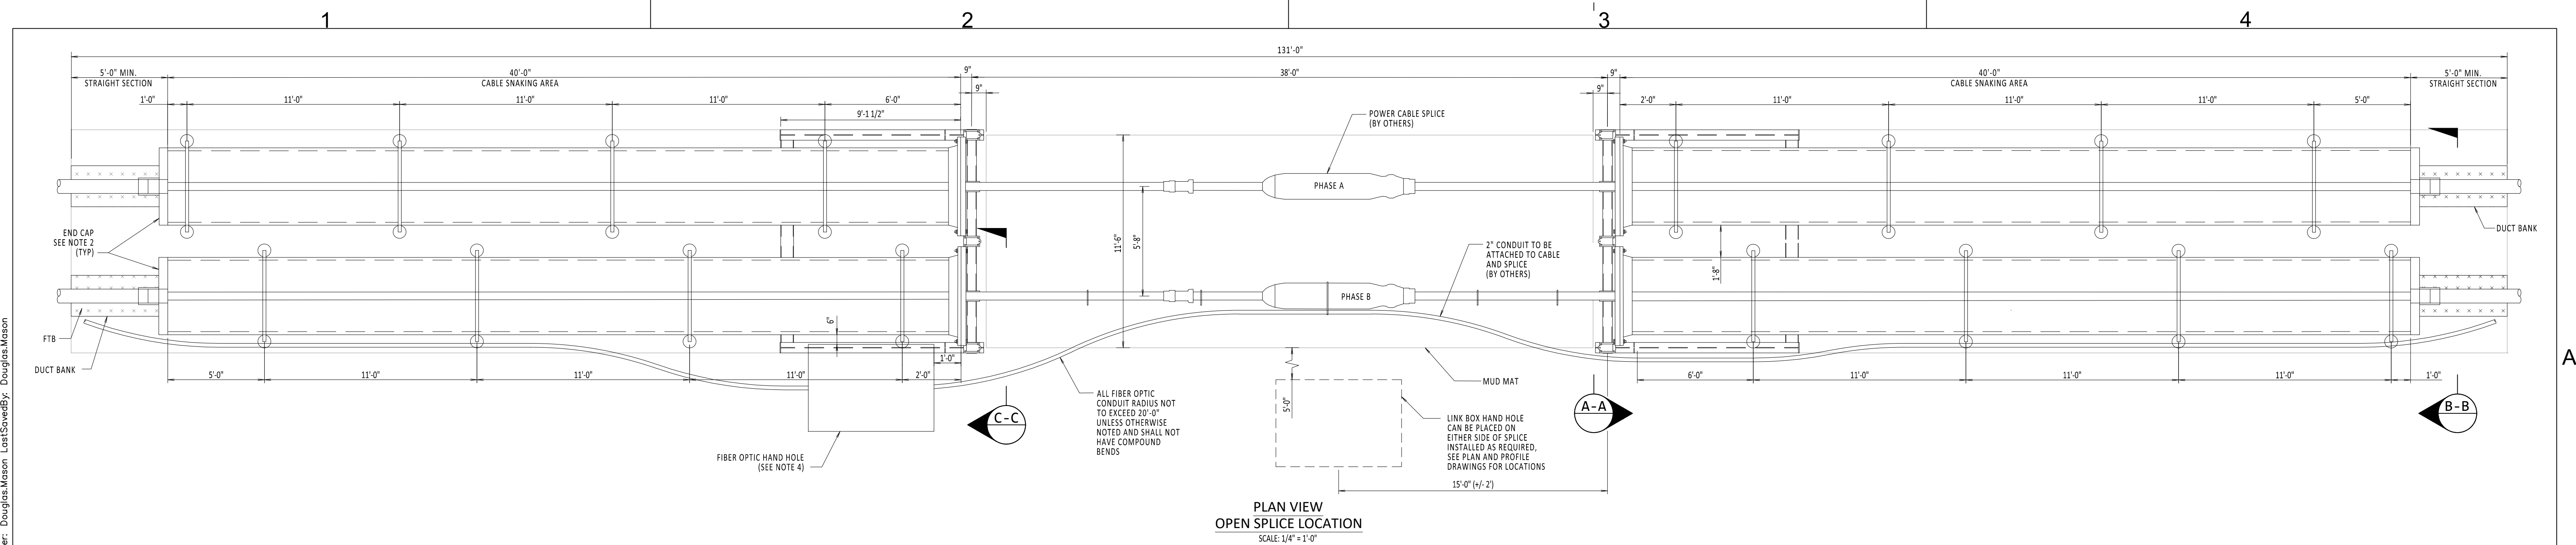 1
2
3
4
131'-0"
5'-0" MIN.
STRAIGHT SECTION
40'-0"
CABLE SNAKING AREA
9"
38'-0"
9"
40'-0"
CABLE SNAKING AREA
5'-0" MIN.
STRAIGHT SECTION
1'-0"
11'-0"
11'-0"
11'-0"
6'-0"
9"
9"
2'-0"
11'-0"
11'-0"
11'-0"
5'-0"
9'-1 1/2"
POWER CABLE SPLICE
(BY OTHERS)
PHASE A
END CAP
SEE NOTE 2
(TYP)
11'-6"
5'-8"
2" CONDUIT TO BE
ATTACHED TO CABLE
AND SPLICE
(BY OTHERS)
1'-8"
DUCT BANK
PHASE B
FTB
6"
DUCT BANK
1'-0"
5'-0"
11'-0"
11'-0"
11'-0"
2'-0"
6'-0"
11'-0"
11'-0"
11'-0"
1'-0"
MUD MAT
A
ALL FIBER OPTIC
CONDUIT RADIUS NOT
TO EXCEED 20'-0"
UNLESS OTHERWISE
NOTED AND SHALL NOT
HAVE COMPOUND
BENDS
5'-0"
C-C
A-A
B-B
LINK BOX HAND HOLE
CAN BE PLACED ON
EITHER SIDE OF SPLICE
INSTALLED AS REQUIRED,
SEE PLAN AND PROFILE
DRAWINGS FOR LOCATIONS
FIBER OPTIC HAND HOLE
(SEE NOTE 4)
15'-0" (+/- 2')
PLAN VIEW
OPEN SPLICE LOCATION
SCALE: 1/4" = 1'-0"
er: Douglas.Mason LastSavedBy: Douglas.Mason